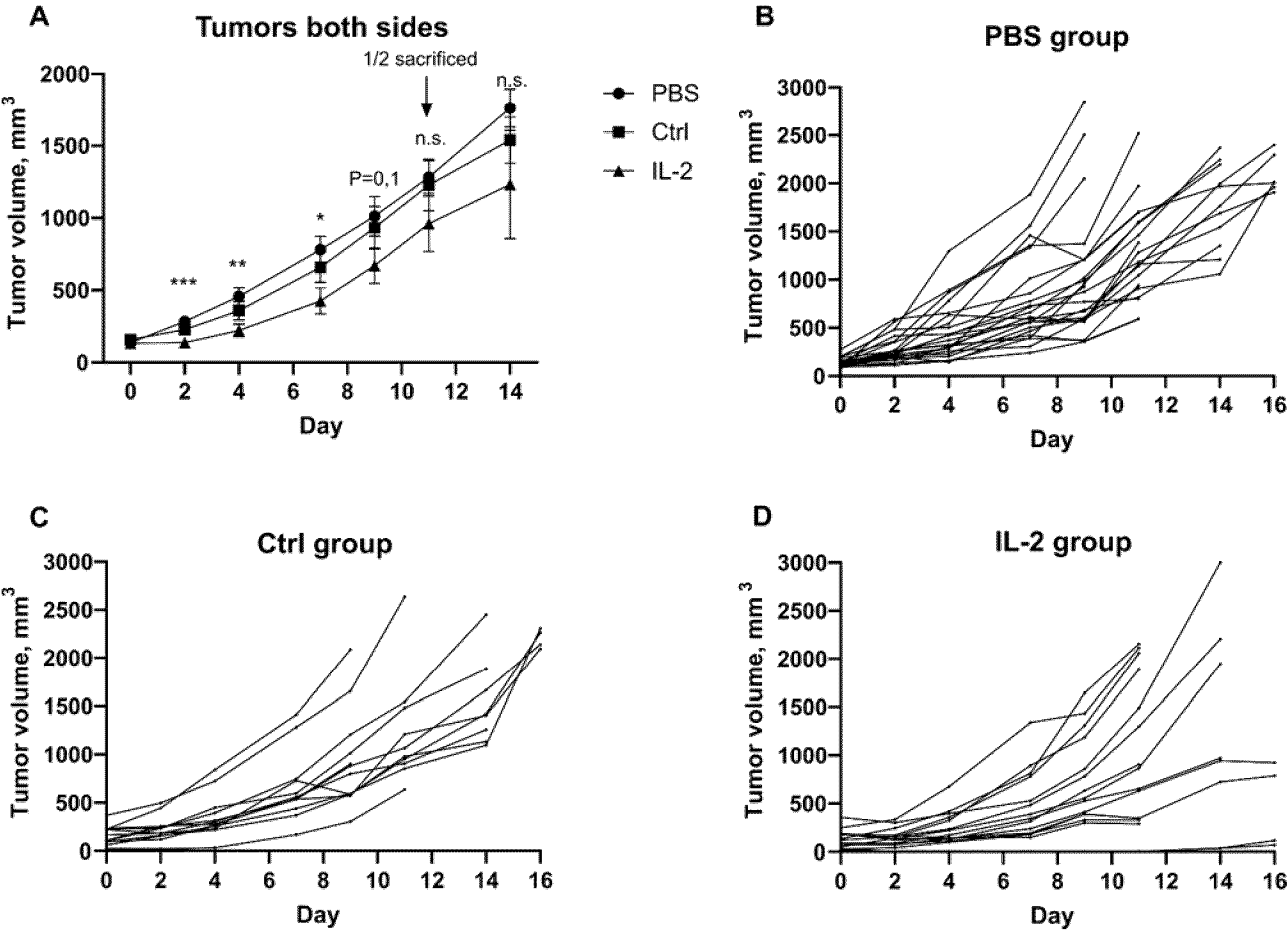 A
Tumors both sides
1/2 sacrificed
n.s.
n.s.
P=0,1
*
**
***
Tumor volume, mm3
2000
1500
1000
500
0
0 2 4 6 8 10 12 14
Day
PBS
Ctrl
IL-2
B
PBS group
Tumor volume, mm3
3000
2500
2000
1500
1000
500
0
0 2 4 6 8 10 12 14 16
Day
C
Ctrl group
Tumor volume, mm3
3000
2500
2000
1500
1000
500
0
0 2 4 6 8 10 12 14 16
Day
D
IL-2 group
Tumor volume, mm3
3000
2500
2000
1500
1000
500
0
0 2 4 6 8 10 12 14 16
Day